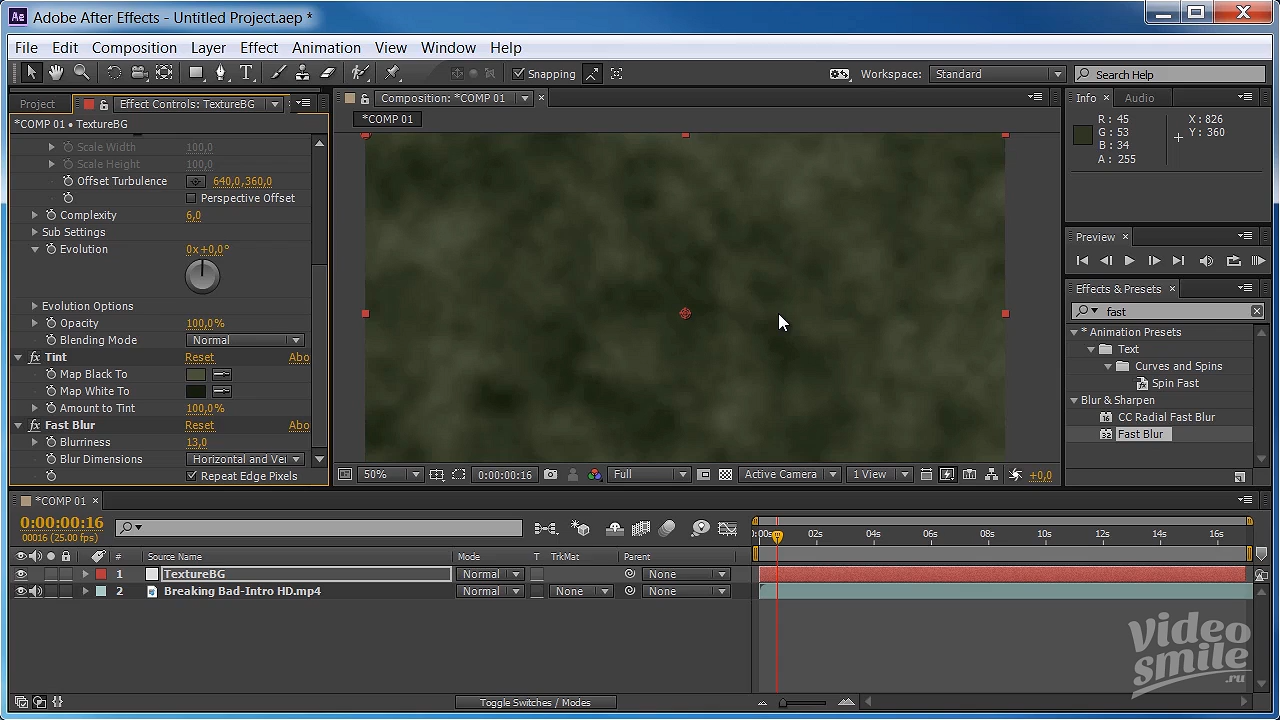 Adobe After Effects - Untitled Project.aep *
File Edit Composition Layer Effect Animation View Window Help
Snapping Workspace: Standard Search Help
Project Effect Controls: TextureBG
*COMP 01 • TextureBG
Scale Width 100,0
Scale Height 100,0
Offset Turbulence 640,0,360,0
Perspective Offset
Complexity 6,0
Sub Settings
Evolution 0x+0,0°
Evolution Options
Opacity 100,0%
Blending Mode Normal
fx Tint Reset Abo
Map Black To
Map White To
Amount to Tint 100,0%
fx Fast Blur Reset Abo
Blurriness 13,0
Blur Dimensions Horizontal and Ver
Repeat Edge Pixels
Composition: *COMP 01
*COMP 01
50% 0:00:00:16 Full Active Camera 1 View +0,0
Info Audio
R : 45
G : 53
B : 34
A : 255
X : 826
Y : 360
Preview
Effects & Presets
fast
* Animation Presets
Text
Curves and Spins
Spin Fast
Blur & Sharpen
CC Radial Fast Blur
Fast Blur
*COMP 01
0:00:00:16
00016 (25.00 fps)
# Source Name Mode T TrkMat Parent
1 TextureBG Normal None
2 Breaking Bad-Intro HD.mp4 Normal None None
:00s 02s 04s 06s 08s 10s 12s 14s 16s
Toggle Switches / Modes
video
smile
.ru